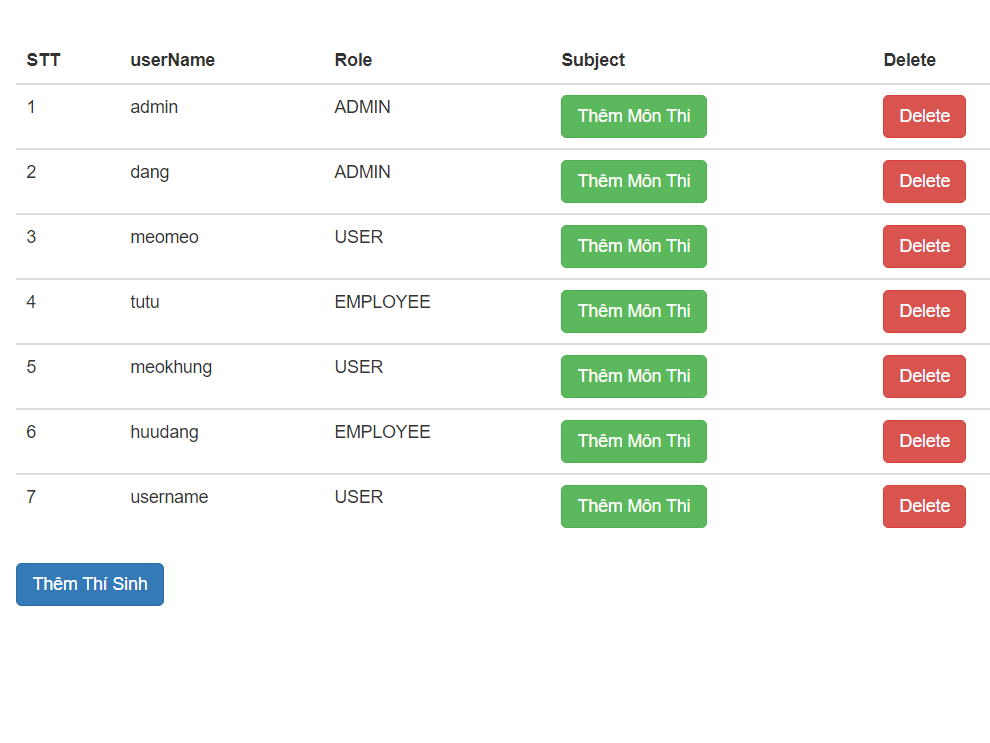 STT userName Role Subject Delete
1 admin ADMIN Thêm Môn Thi Delete
2 dang ADMIN Thêm Môn Thi Delete
3 meomeo USER Thêm Môn Thi Delete
4 tutu EMPLOYEE Thêm Môn Thi Delete
5 meokhung USER Thêm Môn Thi Delete
6 huudang EMPLOYEE Thêm Môn Thi Delete
7 username USER Thêm Môn Thi Delete
Thêm Thí Sinh